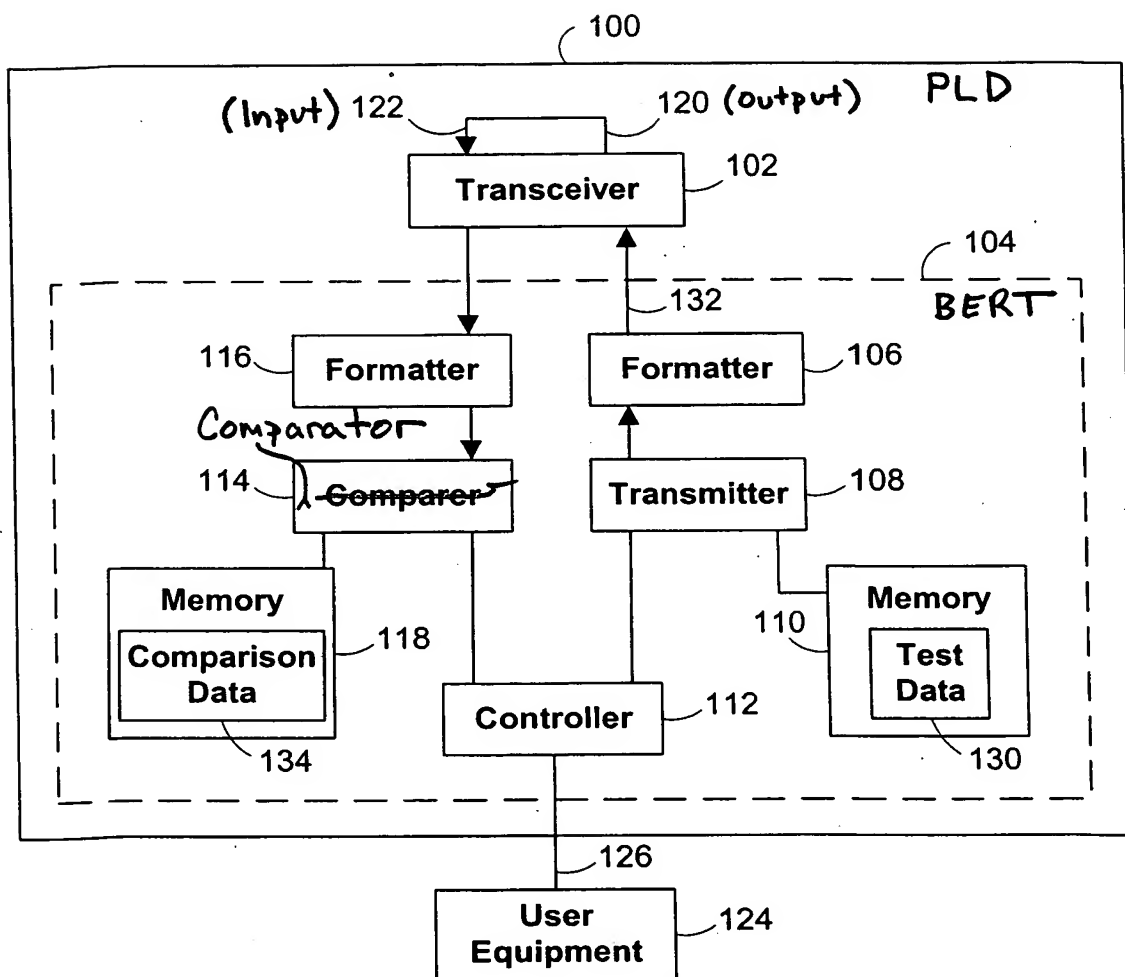 100
PLD
(Input) 122
120 (output)
Transceiver
102
104
BERT
132
116
Formatter
Formatter
106
Comparator
114
Comparer
Transmitter
108
Memory
118
Comparison
Data
134
Controller
112
Memory
110
Test
Data
130
126
User
Equipment
124